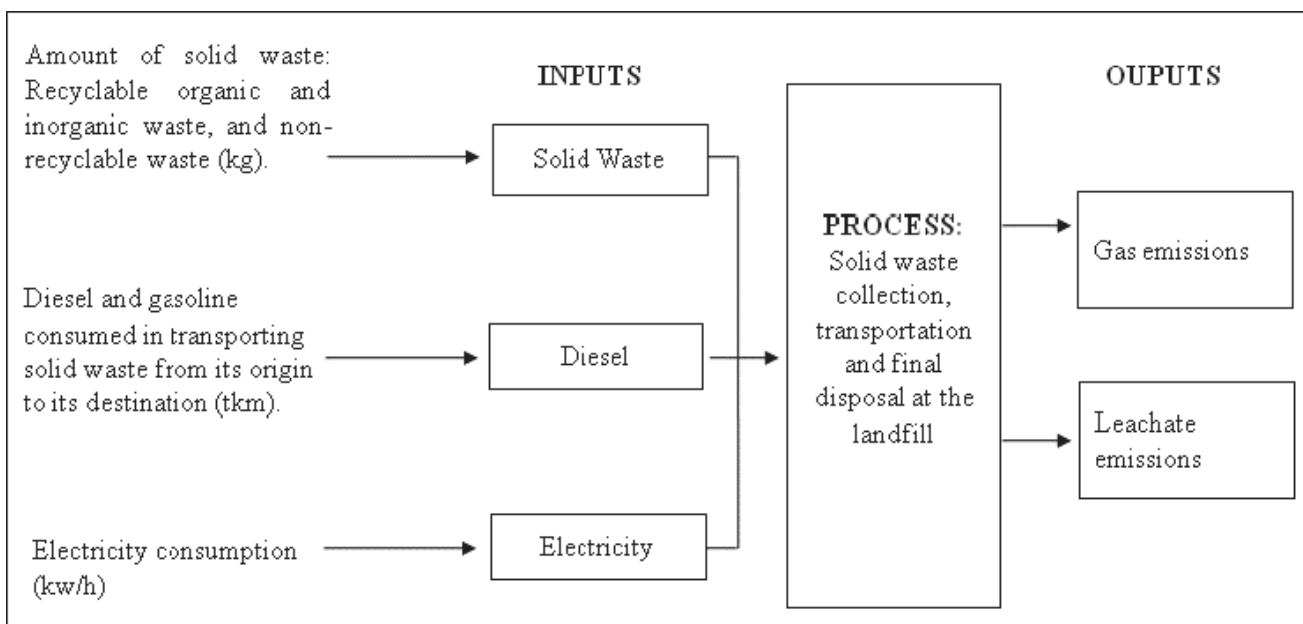 Amount of solid waste:
Recyclable organic and
inorganic waste, and non-
recyclable waste (kg).
Diesel and gasoline
consumed in transporting
solid waste from its origin
to its destination (tkm).
Electricity consumption
(kw/h)
INPUTS
Solid Waste
Diesel
Electricity
PROCESS:
Solid waste
collection,
transportation
and final
disposal at the
landfill
OUPUTS
Gas emissions
Leachate
emissions